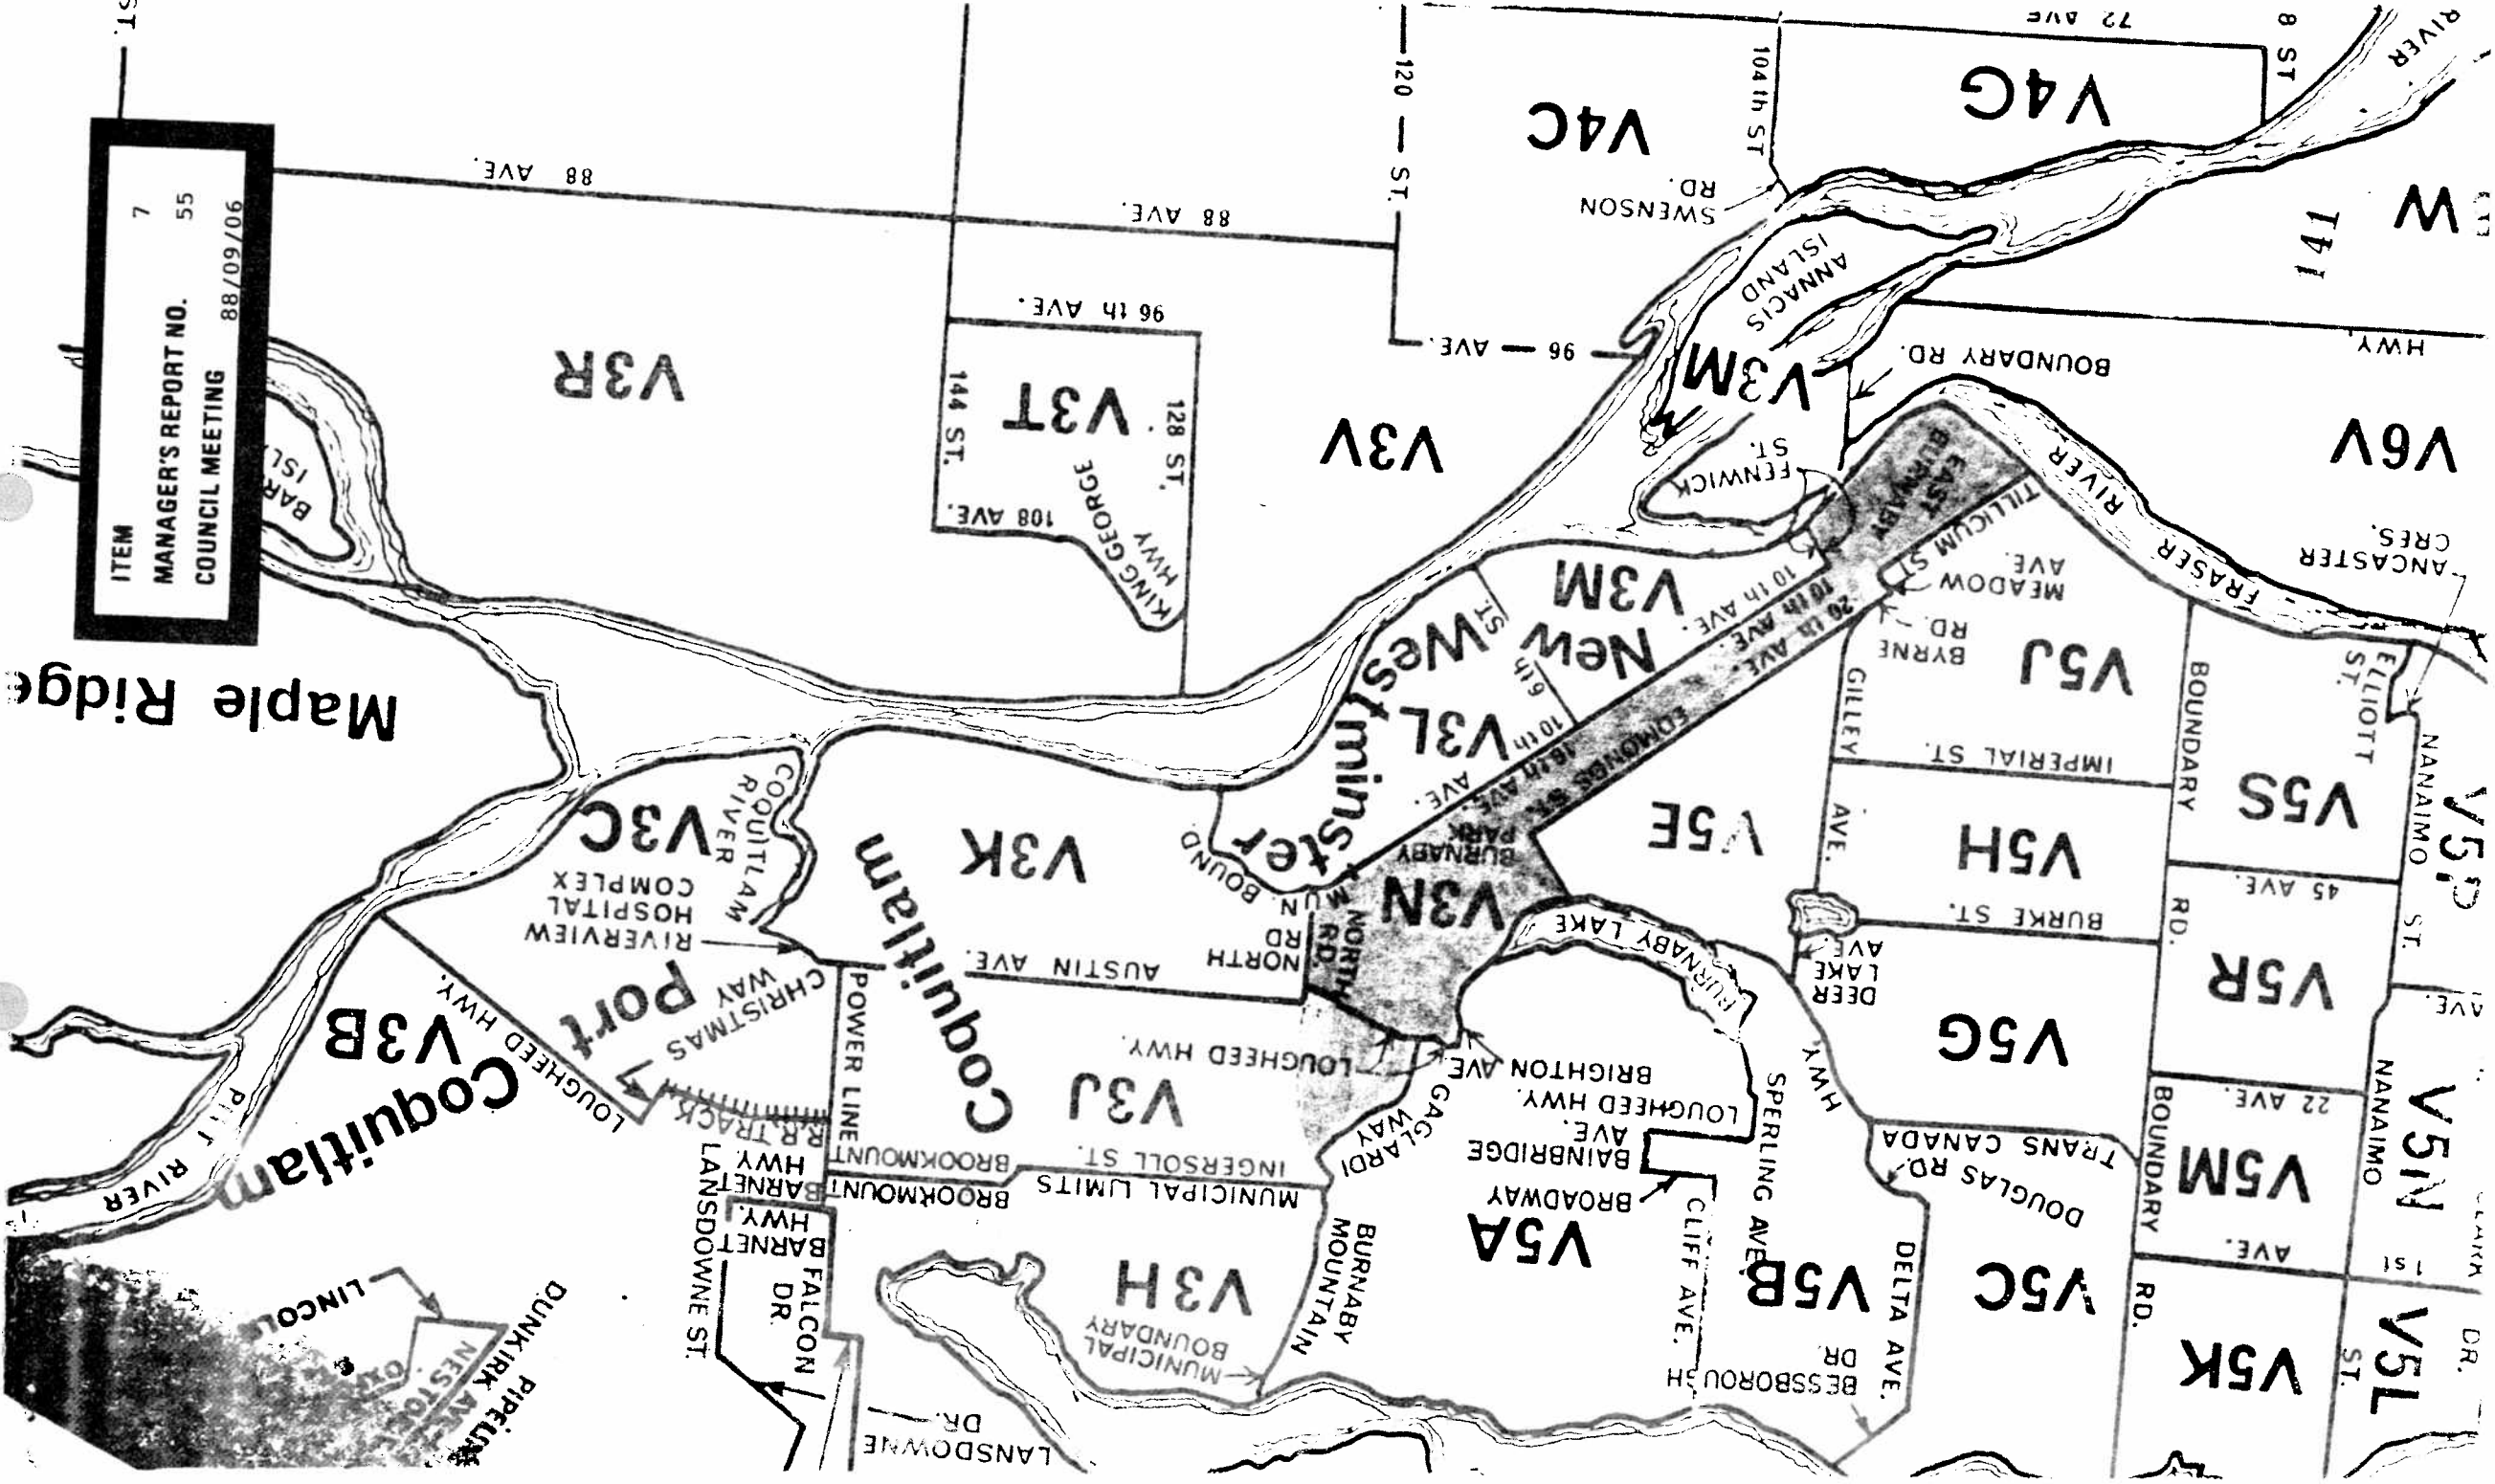 ITEM 7
MANAGER'S REPORT NO. 55
COUNCIL MEETING 88/09/06
V5L
ST.
DR.
V5K
RD.
V5C
DELTA AVE.
BESSBOROUGH
DR.
V5B
CLIFF AVE.
SPERLING AVE
V5A
BURNABY
MOUNTAIN
MUNICIPAL
BOUNDARY
V3H
LANSDOWNE
DR.
FALCON
DR.
LANSDOWNE ST.
BARNET
HWY.
BARNET
HWY.
DUNKIRK AVE
NESTOR
LINCOLN
1st AVE.
V5N
NANAIMO
V5M
BOUNDARY
22 AVE.
DOUGLAS RD.
TRANS CANADA
HWY
BROADWAY
BAINBRIDGE
AVE.
LOUGHEED HWY.
BRIGHTON AVE
GAGLARDI
WAY
MUNICIPAL LIMITS
INGERSOLL ST.
BROOKMOUNT
BROOKMOUNT
V3J
LOUGHEED HWY.
R.R. TRACK
POWER LINE
Coquitlam
CHRISTMAS
WAY
Port
Coquitlam
LOUGHEED HWY.
V3B
PITT RIVER
RIVER
AVE
V5R
45 AVE.
RD.
V5G
DEER
LAKE
AVE
BURKE ST.
BURNABY LAKE
V3N
BURNABY
PARK
NORTH
RD.
NORTH
RD
AUSTIN AVE.
MUN. BOUND
RIVERVIEW
HOSPITAL
COMPLEX
COQUITLAM
RIVER
V3C
V3K
V5P
NANAIMO
ST.
V5S
ELLIOTT
ST.
BOUNDARY
V5H
AVE.
GILLEY
IMPERIAL ST.
V5E
EDMONDS ST.
16 th AVE.
10 th AVE.
V3L
6th ST.
New Westminster
V3M
10 th AVE.
10 th AVE.
20 th AVE.
V5J
BYRNE
RD.
MEADOW
AVE
TILLICUM ST
EAST
BURNABY
FRASER RIVER
ANCASTER
CRES.
Maple Ridge
V6V
HWY.
BOUNDARY RD.
V3M
FENWICK
ST.
ANNACIS
ISLAND
96 — AVE.
V3V
128 ST.
KING GEORGE
HWY
108 AVE.
V3T
144 ST.
96 th AVE.
V3R
W
141
SWENSON
RD.
104 th ST
V4C
V4G
120 — ST.
88 AVE.
88 AVE.
72 AVE
8 ST
RIVER
ST.